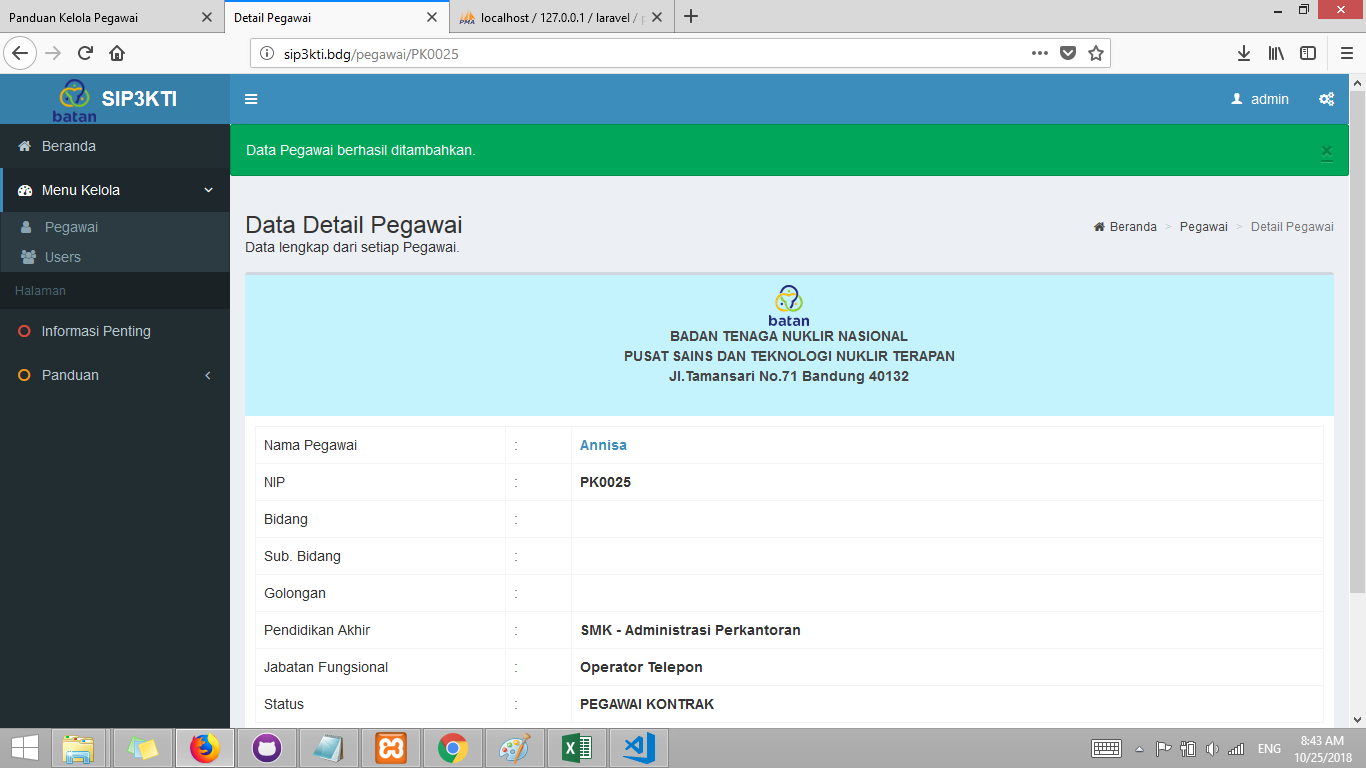 Panduan Kelola Pegawai
Detail Pegawai
localhost / 127.0.0.1 / laravel /
sip3kti.bdg/pegawai/PK0025
batan
SIP3KTI
admin
Beranda
Menu Kelola
Pegawai
Users
Halaman
Informasi Penting
Panduan
Data Pegawai berhasil ditambahkan.
×
Data Detail Pegawai
Data lengkap dari setiap Pegawai.
Beranda > Pegawai > Detail Pegawai
batan
BADAN TENAGA NUKLIR NASIONAL
PUSAT SAINS DAN TEKNOLOGI NUKLIR TERAPAN
Jl.Tamansari No.71 Bandung 40132
Nama Pegawai : Annisa
NIP : PK0025
Bidang :
Sub. Bidang :
Golongan :
Pendidikan Akhir : SMK - Administrasi Perkantoran
Jabatan Fungsional : Operator Telepon
Status : PEGAWAI KONTRAK
ENG
8:43 AM
10/25/2018